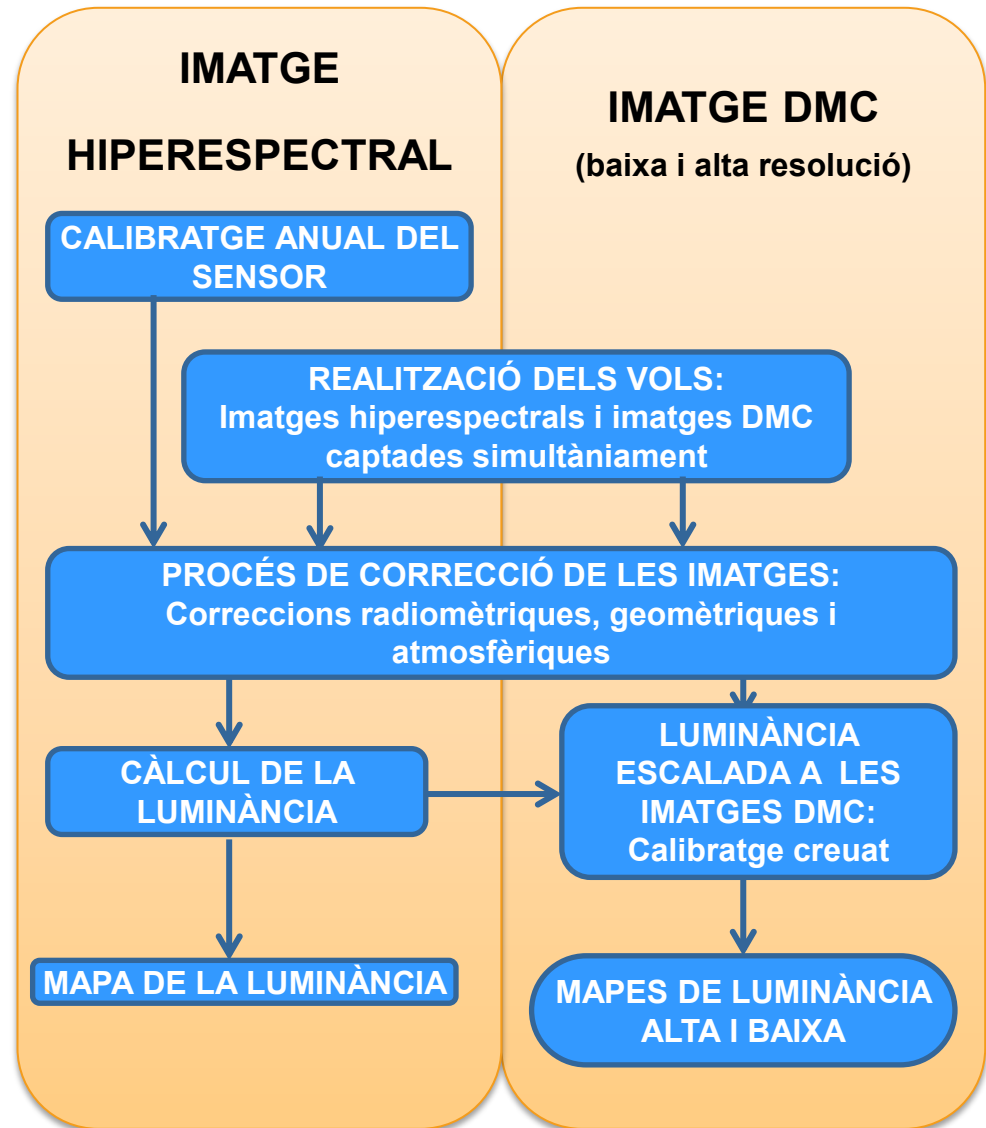 IMATGE
HIPERESPECTRAL
IMATGE DMC
(baixa i alta resolució)
CALIBRATGE ANUAL DEL
SENSOR
REALITZACIÓ DELS VOLS:
Imatges hiperespectrals i imatges DMC
captades simultàniament
PROCÉS DE CORRECCIÓ DE LES IMATGES:
Correccions radiomètriques, geomètriques i
atmosfèriques
CÀLCUL DE LA
LUMINÀNCIA
LUMINÀNCIA
ESCALADA A LES
IMATGES DMC:
Calibratge creuat
MAPA DE LA LUMINÀNCIA
MAPES DE LUMINÀNCIA
ALTA I BAIXA